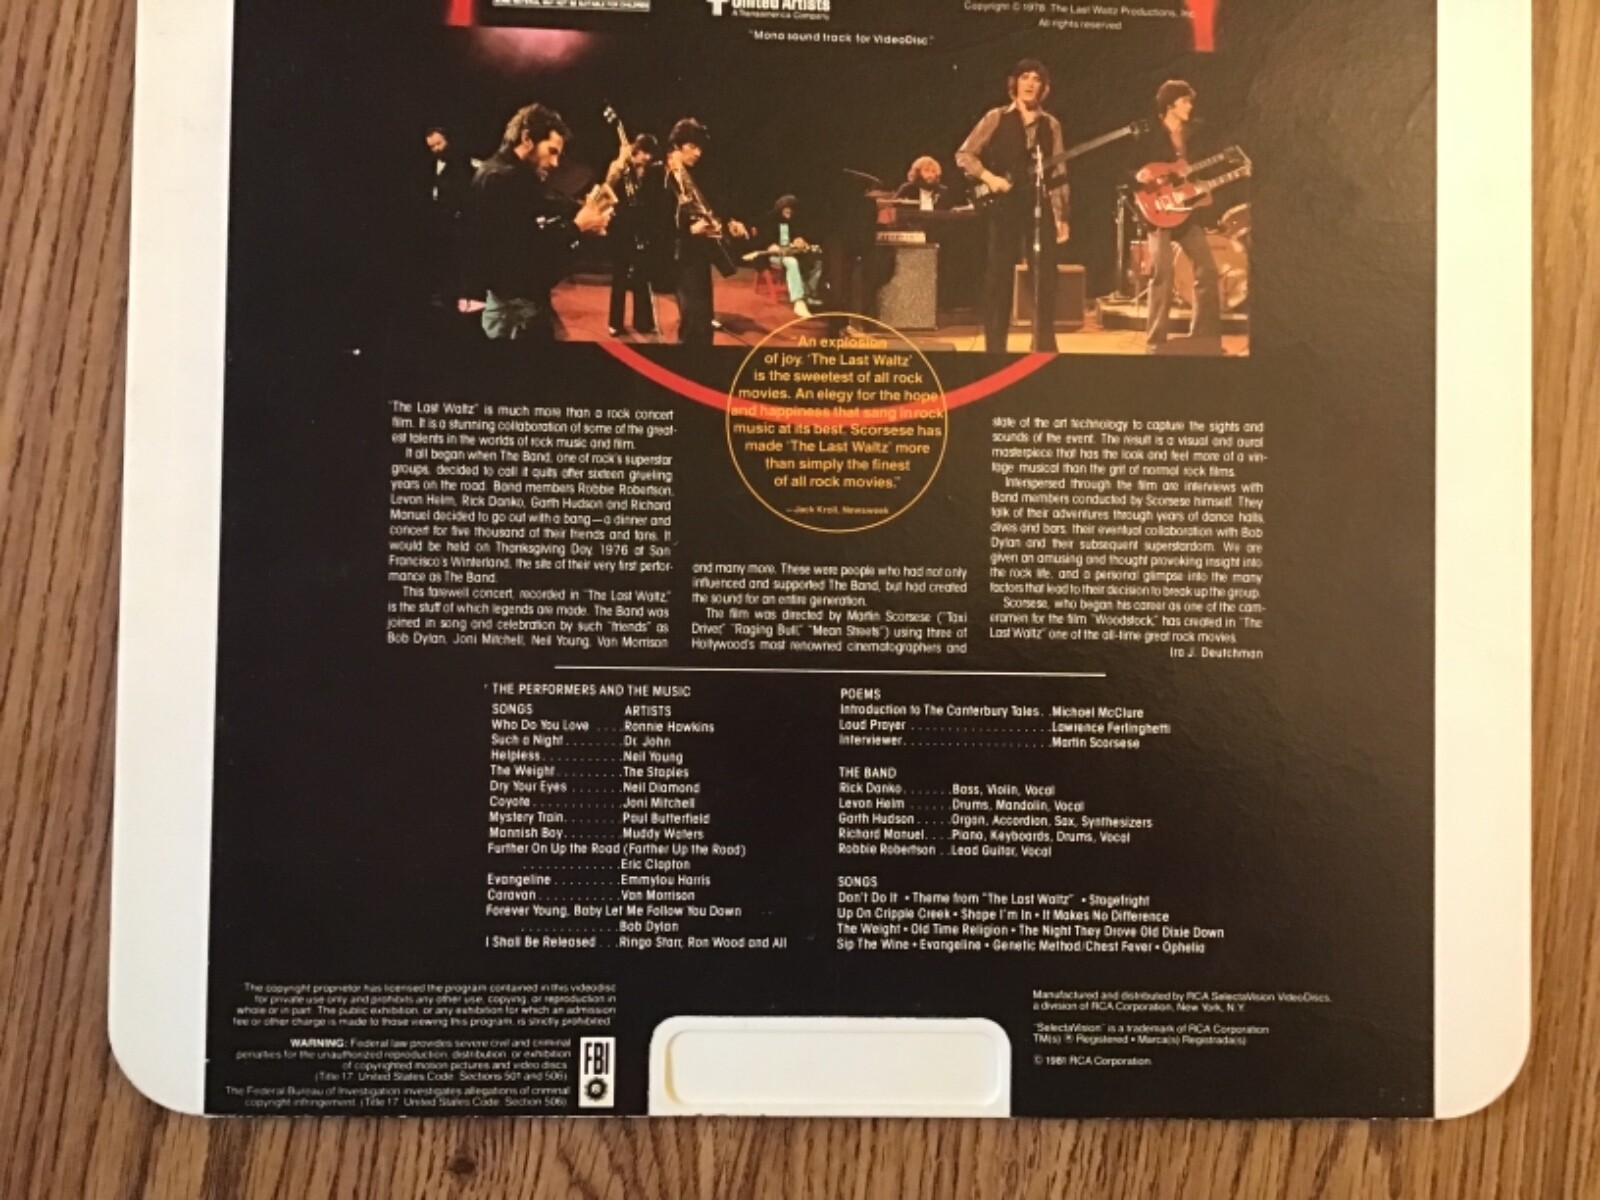 SOME MATERIAL MAY NOT BE SUITABLE FOR CHILDREN
United Artists
A Transamerica Company
Copyright © 1978 The Last Waltz Productions, Inc.
All rights reserved
"Mono sound track for VideoDisc."
"An explosion
of joy. 'The Last Waltz'
is the sweetest of all rock
movies. An elegy for the hope
and happiness that sang in rock
music at its best. Scorsese has
made 'The Last Waltz' more
than simply the finest
of all rock movies."
—Jack Kroll, Newsweek
"The Last Waltz" is much more than a rock concert
film. It is a stunning collaboration of some of the great-
est talents in the worlds of rock music and film.
It all began when The Band, one of rock's superstar
groups, decided to call it quits after sixteen grueling
years on the road. Band members Robbie Robertson,
Levon Helm, Rick Danko, Garth Hudson and Richard
Manuel decided to go out with a bang—a dinner and
concert for five thousand of their friends and fans. It
would be held on Thanksgiving Day, 1976 at San
Francisco's Winterland, the site of their very first perfor-
mance as The Band.
This farewell concert, recorded in "The Last Waltz,"
is the stuff of which legends are made. The Band was
joined in song and celebration by such "friends" as
Bob Dylan, Joni Mitchell, Neil Young, Van Morrison
and many more. These were people who had not only
influenced and supported The Band, but had created
the sound for an entire generation.
The film was directed by Martin Scorsese ("Taxi
Driver," "Raging Bull," "Mean Streets") using three of
Hollywood's most renowned cinematographers and
state of the art technology to capture the sights and
sounds of the event. The result is a visual and aural
masterpiece that has the look and feel more of a vin-
tage musical than the grit of normal rock films.
Interspersed through the film are interviews with
Band members conducted by Scorsese himself. They
talk of their adventures through years of dance halls,
dives and bars, their eventual collaboration with Bob
Dylan and their subsequent superstardom. We are
given an amusing and thought provoking insight into
the rock life, and a personal glimpse into the many
factors that lead to their decision to break up the group.
Scorsese, who began his career as one of the cam-
eramen for the film "Woodstock," has created in "The
Last Waltz" one of the all-time great rock movies.
Ira J. Deutchman
THE PERFORMERS AND THE MUSIC
SONGS ARTISTS
Who Do You Love ....Ronnie Hawkins
Such a Night........Dr. John
Helpless...........Neil Young
The Weight..........The Staples
Dry Your Eyes .......Neil Diamond
Coyote............Joni Mitchell
Mystery Train........Paul Butterfield
Mannish Boy........Muddy Waters
Further On Up the Road (Farther Up the Road)
.............Eric Clapton
Evangeline.........Emmylou Harris
Caravan...........Van Morrison
Forever Young, Baby Let Me Follow You Down
.............Bob Dylan
I Shall Be Released ...Ringo Starr, Ron Wood and All
POEMS
Introduction to The Canterbury Tales..Michael McClure
Loud Prayer ....................Lawrence Ferlinghetti
Interviewer.....................Martin Scorsese
THE BAND
Rick Danko.......Bass, Violin, Vocal
Levon Helm ......Drums, Mandolin, Vocal
Garth Hudson .....Organ, Accordion, Sax, Synthesizers
Richard Manuel....Piano, Keyboards, Drums, Vocal
Robbie Robertson ..Lead Guitar, Vocal
SONGS
Don't Do It • Theme from "The Last Waltz" • Stagefright
Up On Cripple Creek • Shape I'm In • It Makes No Difference
The Weight • Old Time Religion • The Night They Drove Old Dixie Down
Sip The Wine • Evangeline • Genetic Method/Chest Fever • Ophelia
The copyright proprietor has licensed the program contained in this videodisc
for private use only and prohibits any other use, copying, or reproduction in
whole or in part. The public exhibition, or any exhibition for which an admission
fee or other charge is made to those viewing this program, is strictly prohibited.
WARNING: Federal law provides severe civil and criminal
penalties for the unauthorized reproduction, distribution, or exhibition
of copyrighted motion pictures and video discs.
(Title 17, United States Code, Sections 501 and 506)
The Federal Bureau of Investigation investigates allegations of criminal
copyright infringement. (Title 17, United States Code, Section 506)
FBI
Manufactured and distributed by RCA SelectaVision VideoDiscs,
a division of RCA Corporation, New York, N.Y.
"SelectaVision" is a trademark of RCA Corporation
TM(s) ® Registered • Marca(s) Registrada(s)
© 1981 RCA Corporation